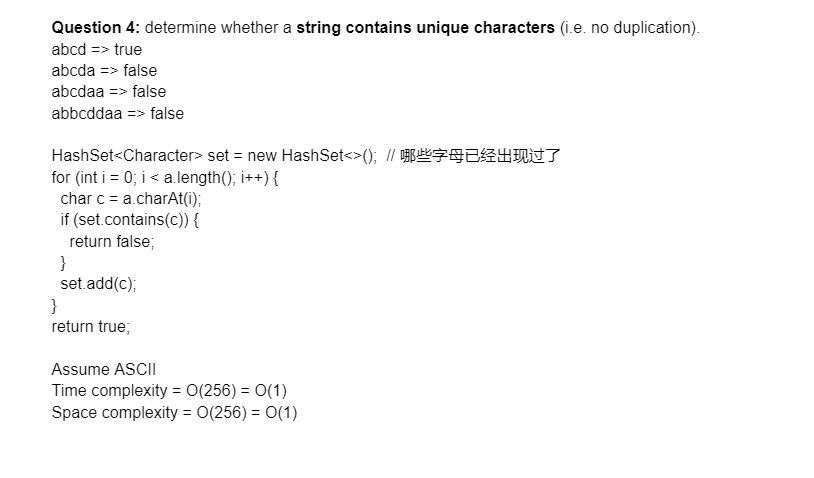 Question 4: determine whether a string contains unique characters (i.e. no duplication).
abcd => true
abcda => false
abcdaa => false
abbcddaa => false
HashSet<Character> set = new HashSet<>();  // 哪些字母已经出现过了
for (int i = 0; i < a.length(); i++) {
  char c = a.charAt(i);
  if (set.contains(c)) {
    return false;
  }
  set.add(c);
}
return true;
Assume ASCII
Time complexity = O(256) = O(1)
Space complexity = O(256) = O(1)